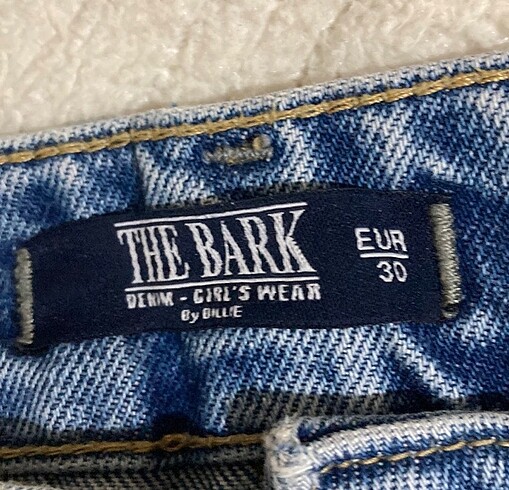 THE BARK
DENIM - GIRL'S WEAR
By BILLIE
EUR
30